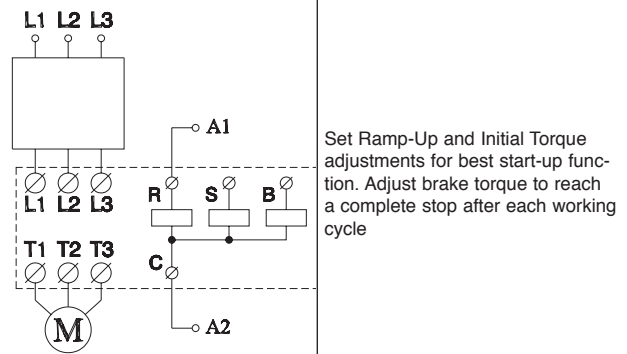 L1 L2 L3
A1
R S B
L1 L2 L3
T1 T2 T3
C
M
A2
Set Ramp-Up and Initial Torque
adjustments for best start-up func-
tion. Adjust brake torque to reach
a complete stop after each working
cycle